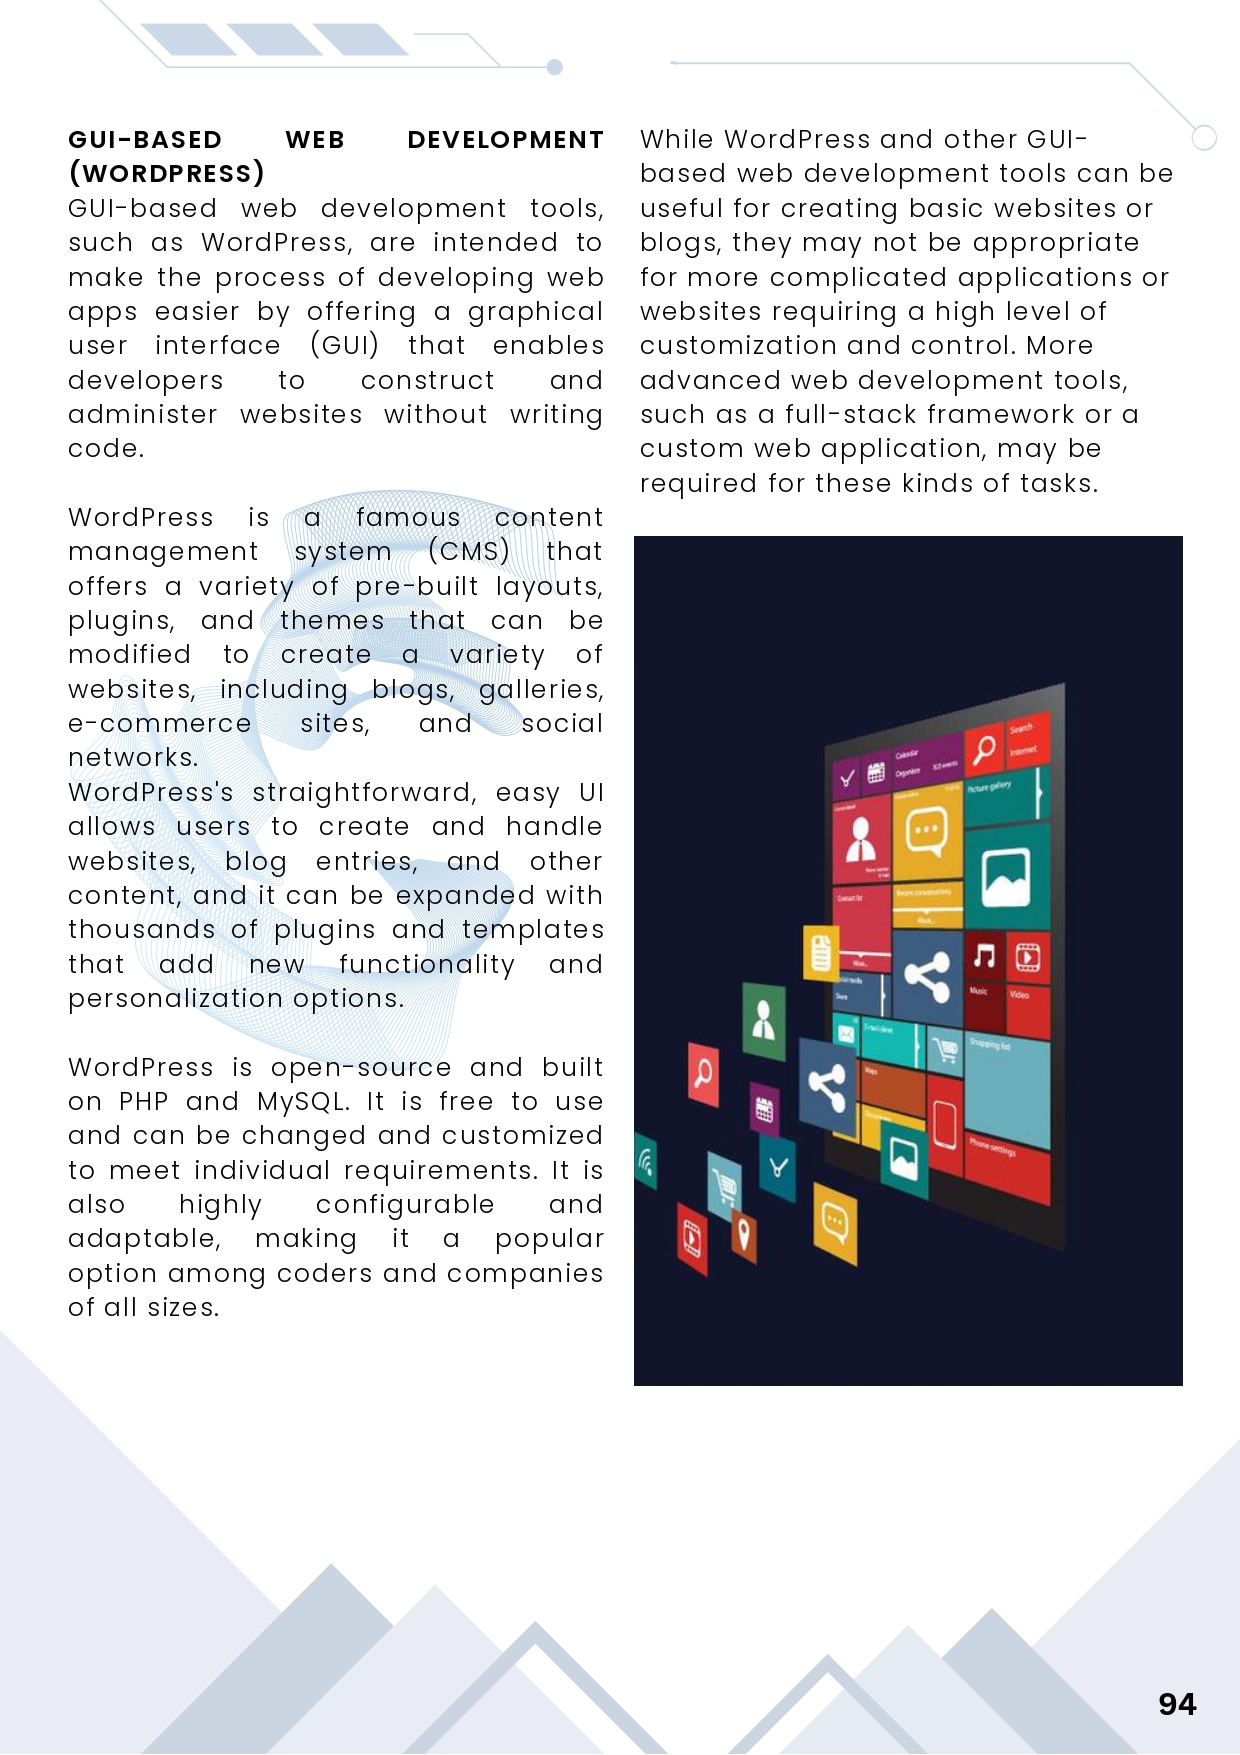 GUI-BASED WEB DEVELOPMENT
(WORDPRESS)
GUI-based web development tools,
such as WordPress, are intended to
make the process of developing web
apps easier by offering a graphical
user interface (GUI) that enables
developers to construct and
administer websites without writing
code.
WordPress is a famous content
management system (CMS) that
offers a variety of pre-built layouts,
plugins, and themes that can be
modified to create a variety of
websites, including blogs, galleries,
e-commerce sites, and social
networks.
WordPress's straightforward, easy UI
allows users to create and handle
websites, blog entries, and other
content, and it can be expanded with
thousands of plugins and templates
that add new functionality and
personalization options.
WordPress is open-source and built
on PHP and MySQL. It is free to use
and can be changed and customized
to meet individual requirements. It is
also highly configurable and
adaptable, making it a popular
option among coders and companies
of all sizes.
While WordPress and other GUI-
based web development tools can be
useful for creating basic websites or
blogs, they may not be appropriate
for more complicated applications or
websites requiring a high level of
customization and control. More
advanced web development tools,
such as a full-stack framework or a
custom web application, may be
required for these kinds of tasks.
Search
Internet
Calendar
Organizer
Picture gallery
Contact list
Recent conversations
More...
Music
Video
Share
Shopping list
Maps
Phone settings
94